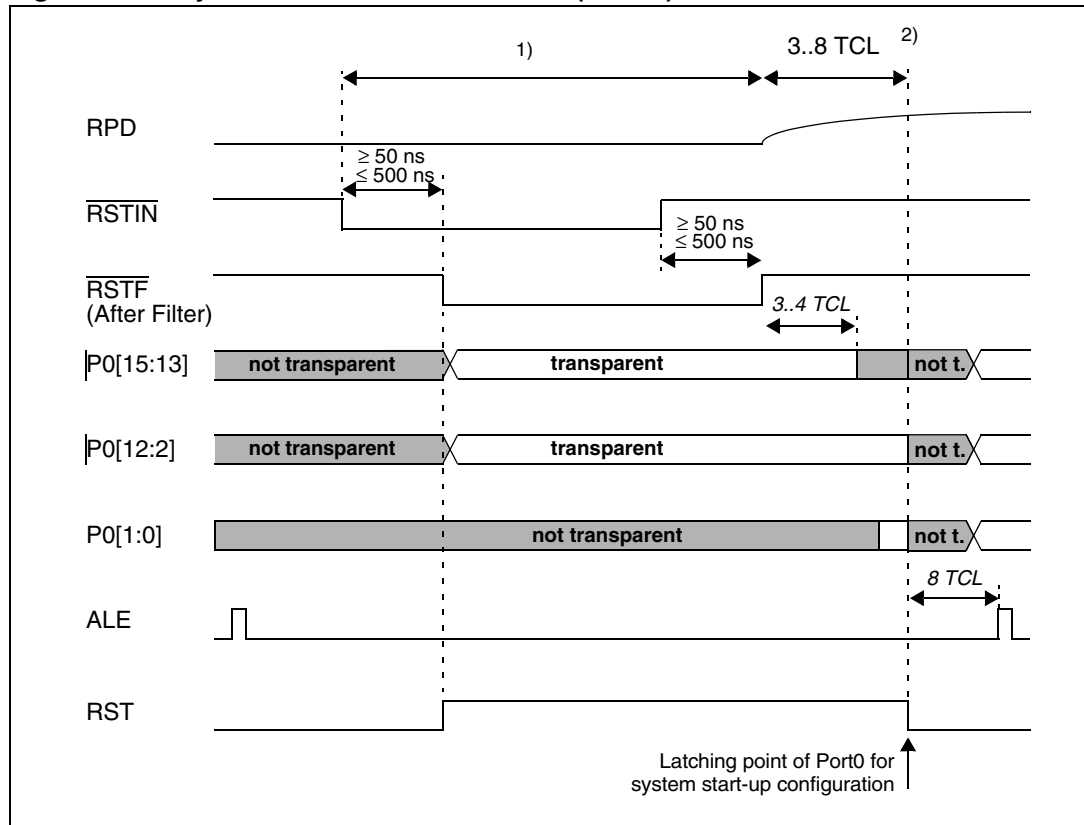 1)
3..8 TCL 2)
RPD
≥ 50 ns
≤ 500 ns
RSTIN
≥ 50 ns
≤ 500 ns
RSTF
(After Filter)
3..4 TCL
P0[15:13] not transparent transparent not t.
P0[12:2] not transparent transparent not t.
P0[1:0] not transparent not t.
8 TCL
ALE
RST
Latching point of Port0 for
system start-up configuration